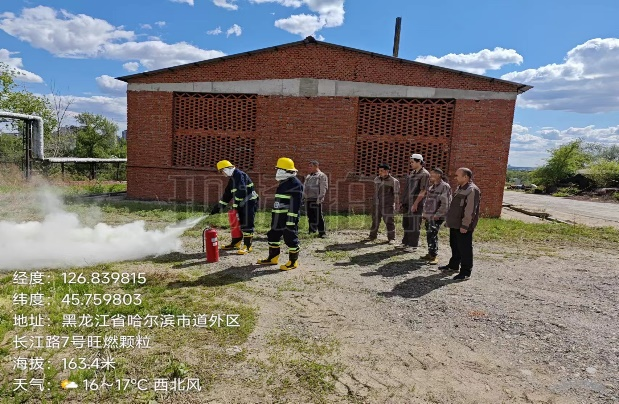 经度：126.839815
纬度：45.759803
地址：黑龙江省哈尔滨市道外区
长江路7号旺燃颗粒
海拔：163.4米
天气：16~17℃ 西北风